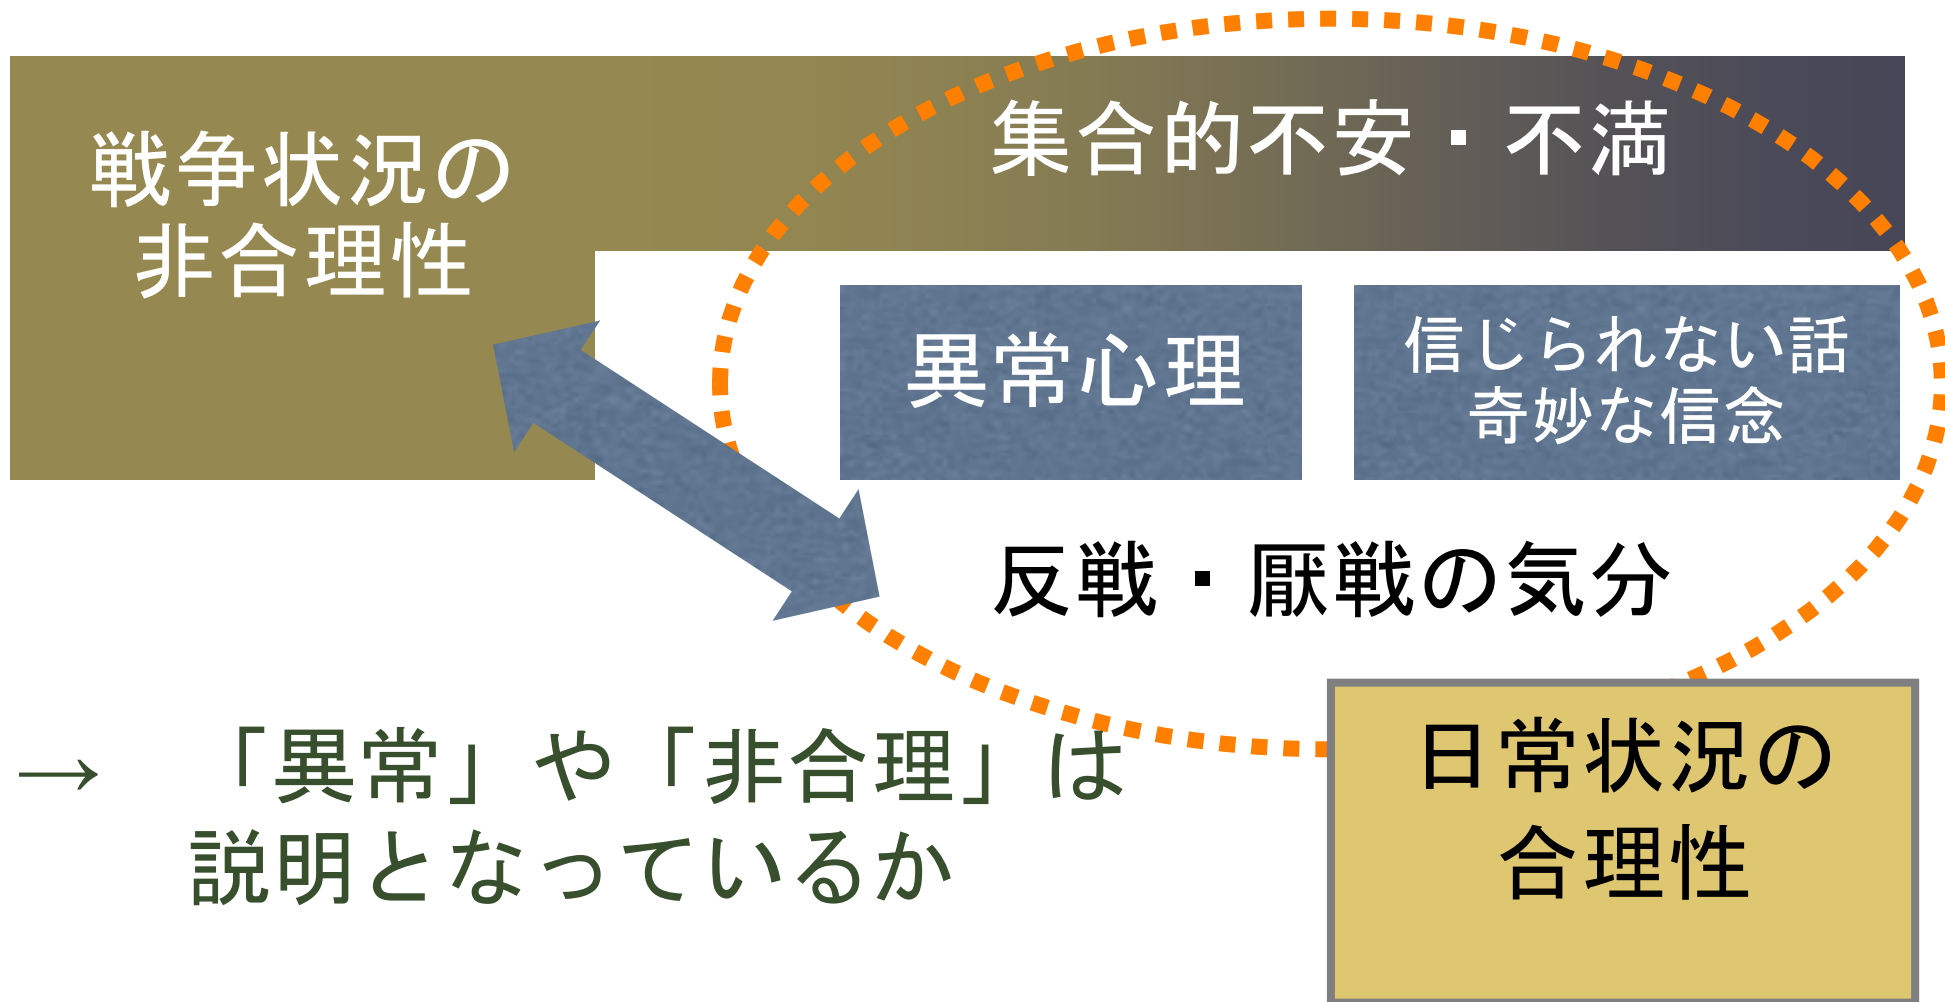 戦争状況の
非合理性
集合的不安・不満
異常心理
信じられない話
奇妙な信念
反戦・厭戦の気分
→ 「異常」や「非合理」は
説明となっているか
日常状況の
合理性